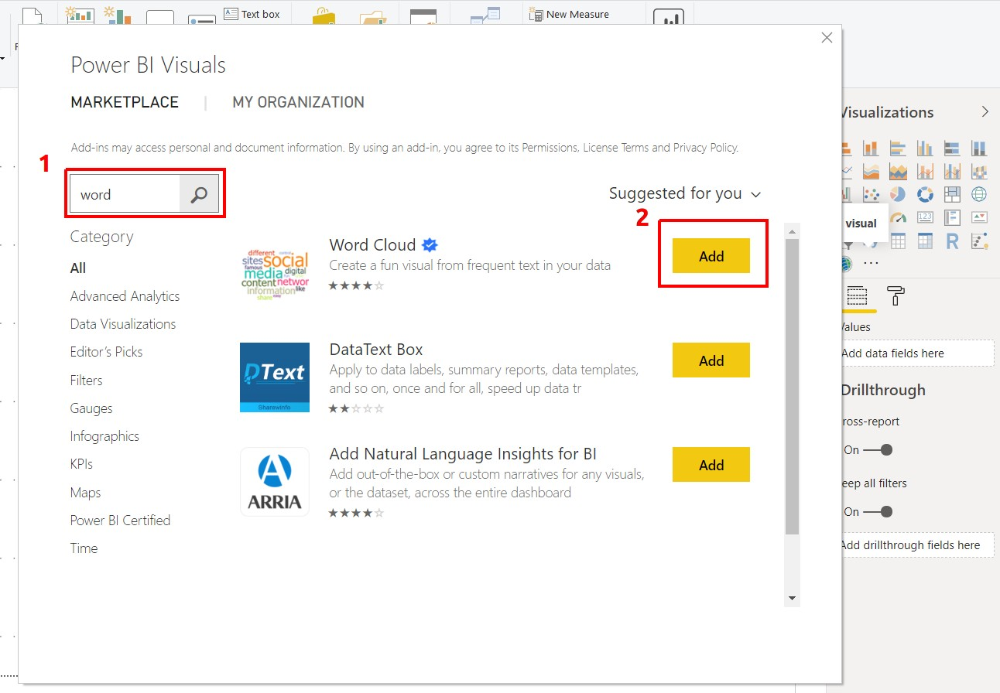 Text box
New Measure
Power BI Visuals
MARKETPLACE | MY ORGANIZATION
Add-ins may access personal and document information. By using an add-in, you agree to its Permissions, License Terms and Privacy Policy.
1
word
Suggested for you
2
Category
All
Advanced Analytics
Data Visualizations
Editor’s Picks
Filters
Gauges
Infographics
KPIs
Maps
Power BI Certified
Time
different
sites social
famous
media digital
content networ
information like
share easy
Word Cloud
Create a fun visual from frequent text in your data
Add
DText
Sharewinfo
DataText Box
Apply to data labels, summary reports, data templates,
and so on, once and for all, speed up data tr
Add
ARRIA
Add Natural Language Insights for BI
Add out-of-the-box or custom narratives for any visuals,
or the dataset, across the entire dashboard
Add
Visualizations
123
visual
R
...
Values
Add data fields here
Drillthrough
ross-report
On
eep all filters
On
Add drillthrough fields here